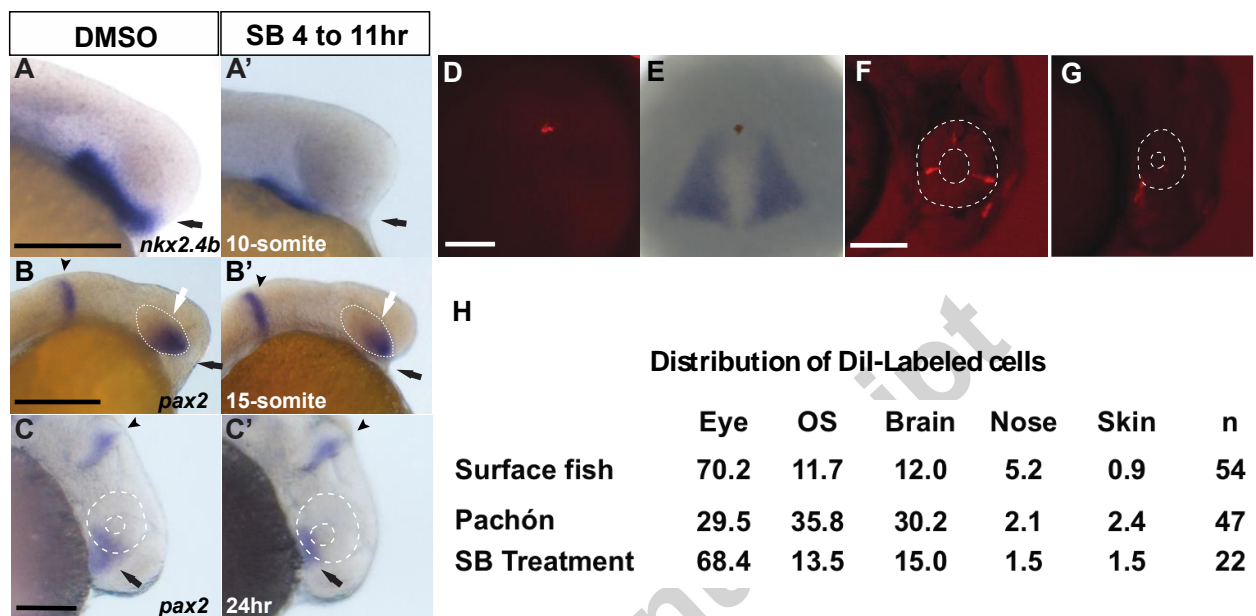 DMSO
SB 4 to 11hr
A
A'
D
E
F
G
nkx2.4b
10-somite
B
B'
pax2
15-somite
C
C'
pax2
24hr
H
Distribution of DiI-Labeled cells
Eye OS Brain Nose Skin n
Surface fish 70.2 11.7 12.0 5.2 0.9 54
Pachón 29.5 35.8 30.2 2.1 2.4 47
SB Treatment 68.4 13.5 15.0 1.5 1.5 22